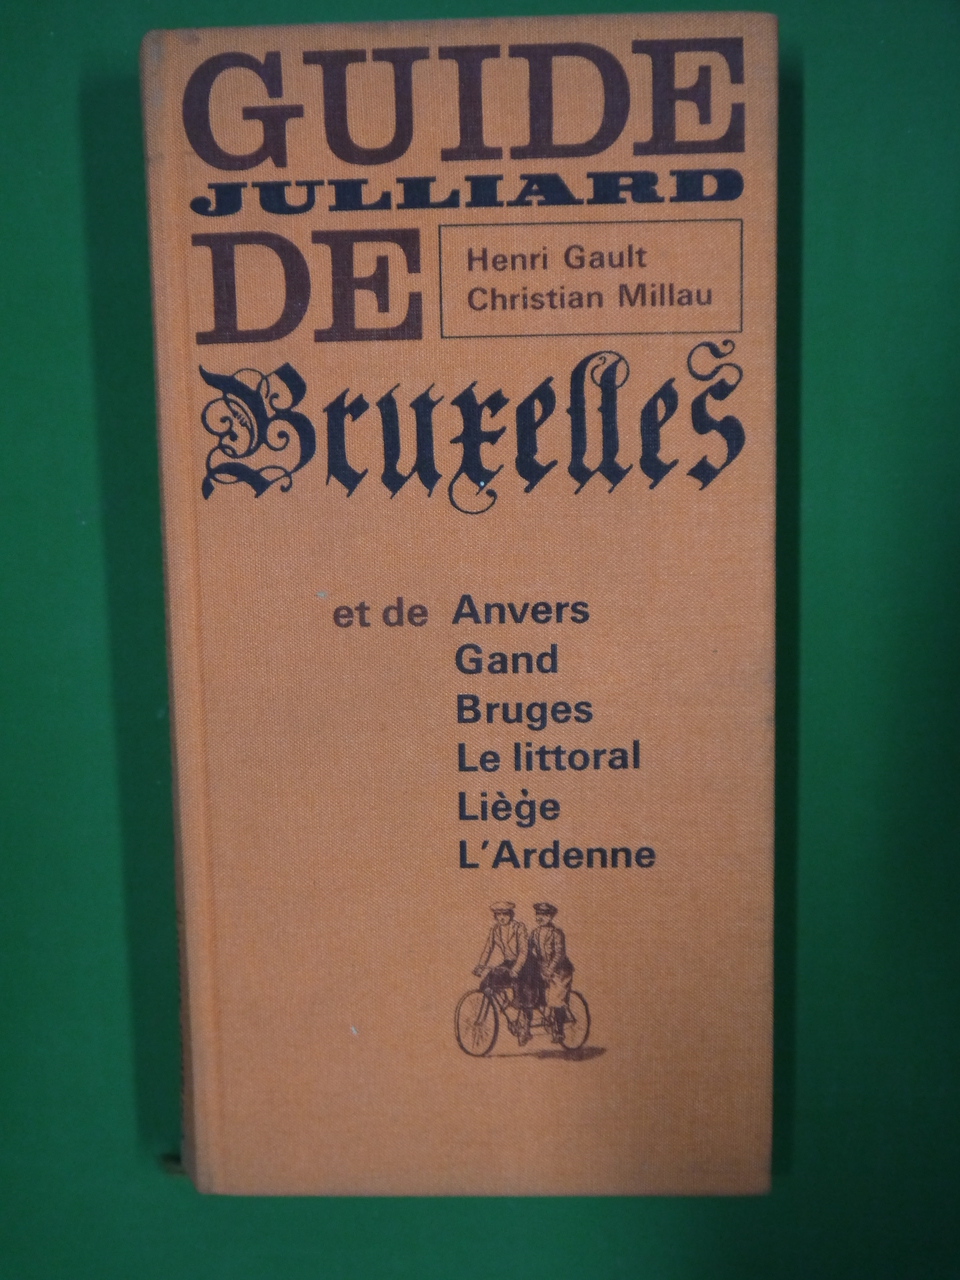 GUIDE
JULLIARD
DE
Henri Gault
Christian Millau
Bruxelles
et de Anvers
Gand
Bruges
Le littoral
Liège
L'Ardenne